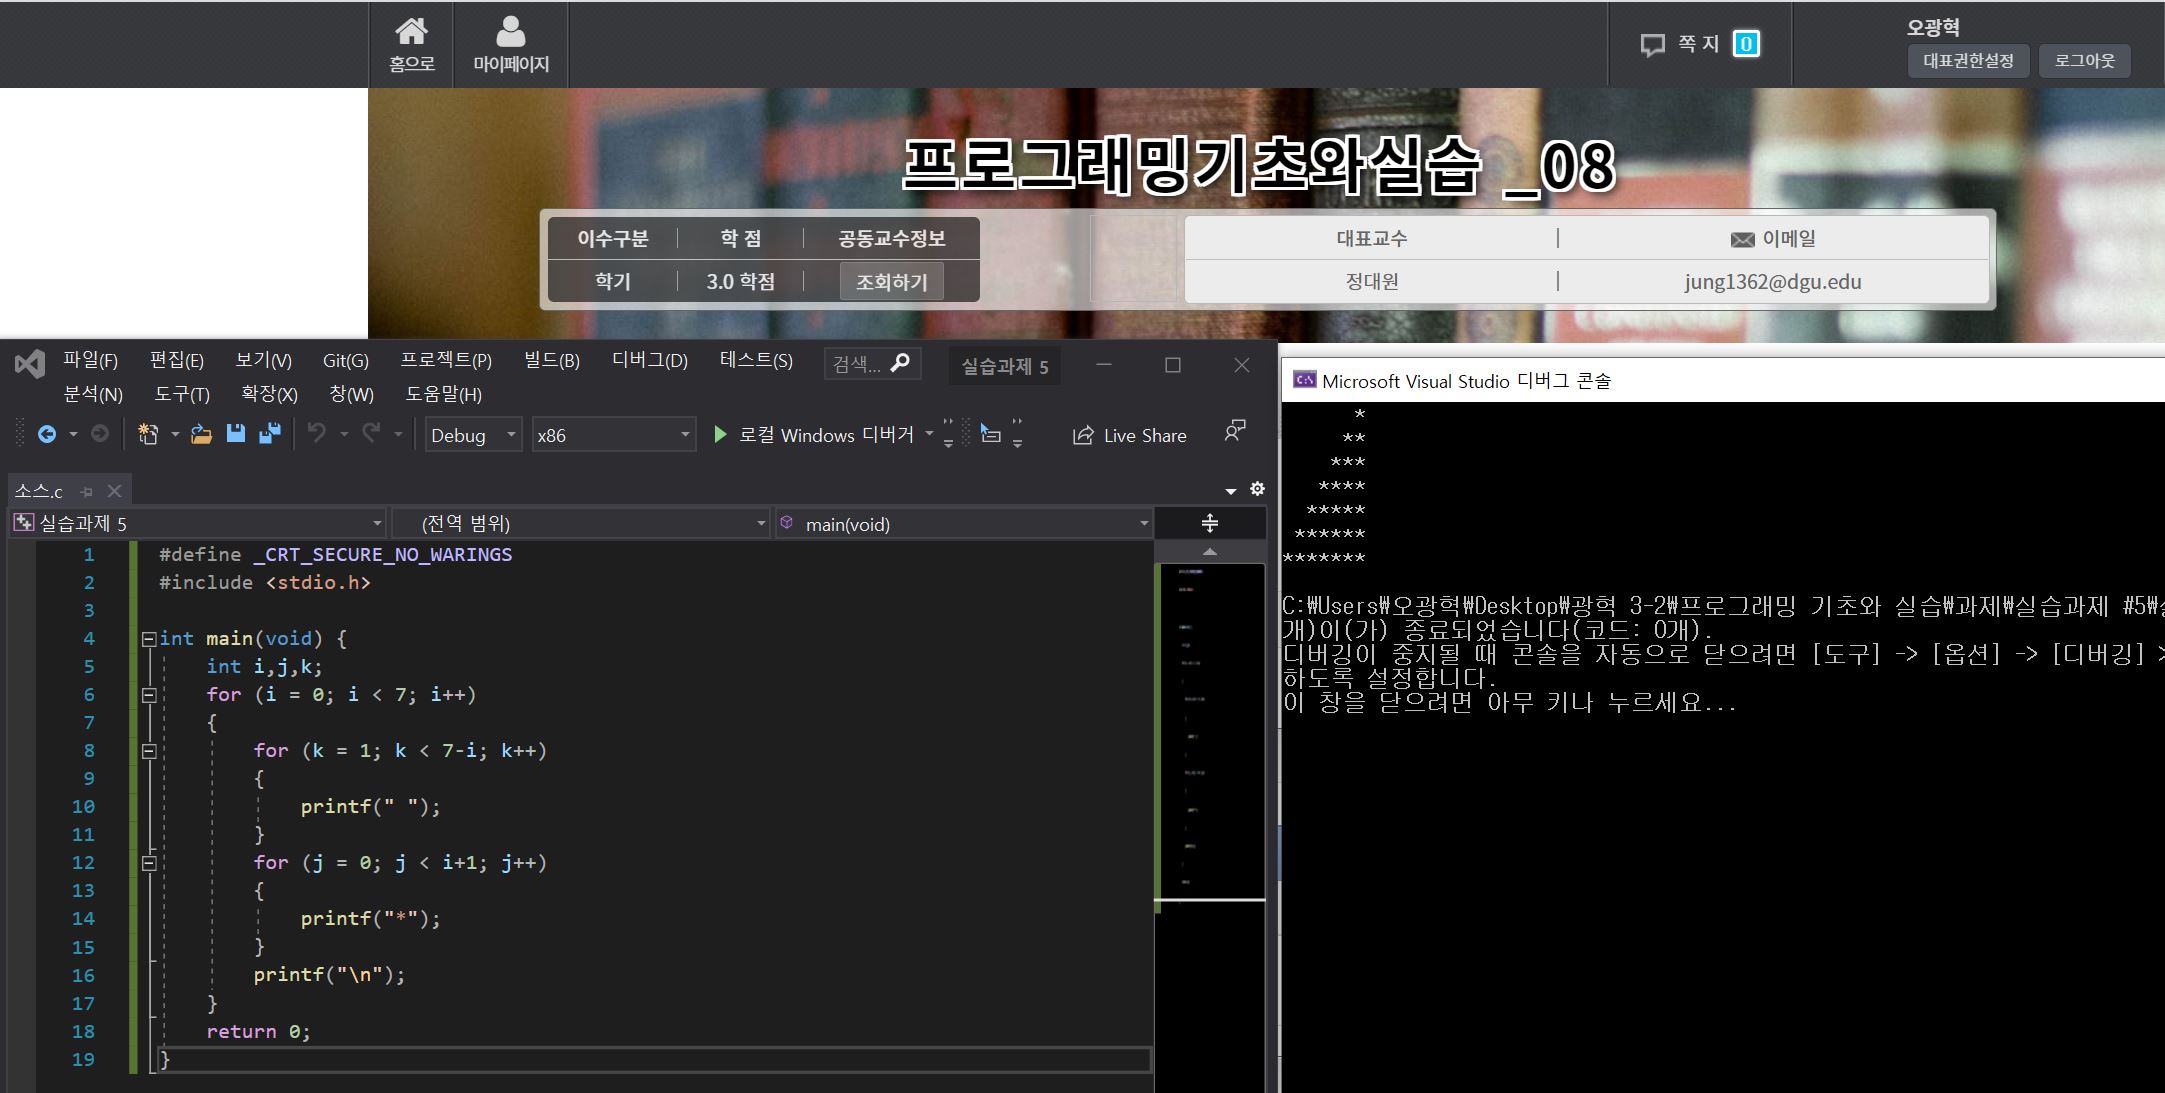 홈으로 마이페이지 쪽 지 0 오광혁
대표권한설정 로그아웃
프로그래밍기초와실습 _08
이수구분 학 점 공동교수정보 대표교수 이메일
학기 3.0 학점 조회하기 정대원 jung1362@dgu.edu
파일(F) 편집(E) 보기(V) Git(G) 프로젝트(P) 빌드(B) 디버그(D) 테스트(S) 검색... 실습과제 5
분석(N) 도구(T) 확장(X) 창(W) 도움말(H)
Debug x86 로컬 Windows 디버거 Live Share
소스.c
실습과제 5 (전역 범위) main(void)
1 #define _CRT_SECURE_NO_WARINGS
2 #include <stdio.h>
3
4 int main(void) {
5 int i,j,k;
6 for (i = 0; i < 7; i++)
7 {
8 for (k = 1; k < 7-i; k++)
9 {
10 printf(" ");
11 }
12 for (j = 0; j < i+1; j++)
13 {
14 printf("*");
15 }
16 printf("\n");
17 }
18 return 0;
19 }
Microsoft Visual Studio 디버그 콘솔
*
**
***
****
*****
******
*******
C:₩Users₩오광혁₩Desktop₩광혁 3-2₩프로그래밍 기초와 실습₩과제₩실습과제 #5₩
개)이(가) 종료되었습니다(코드: 0개).
디버깅이 중지될 때 콘솔을 자동으로 닫으려면 [도구] -> [옵션] -> [디버깅] >
하도록 설정합니다.
이 창을 닫으려면 아무 키나 누르세요...